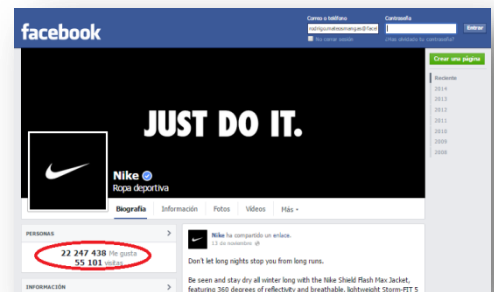 facebook
Correo o teléfono
Contraseña
No cerrar sesión
¿Has olvidado tu contraseña?
Entrar
Crear una página
JUST DO IT.
Nike
Ropa deportiva
Biografía Información Fotos Vídeos Más
Reciente
2014
2013
2012
2011
2010
2009
2008
PERSONAS >
22 247 438 Me gusta
55 101 visitas
INFORMACIÓN >
Nike ha compartido un enlace.
13 de noviembre
Don't let long nights stop you from long runs.
Be seen and stay dry all winter long with the Nike Shield Flash Max Jacket,
featuring 360 degrees of reflectivity and breathable, lightweight Storm-FIT 5